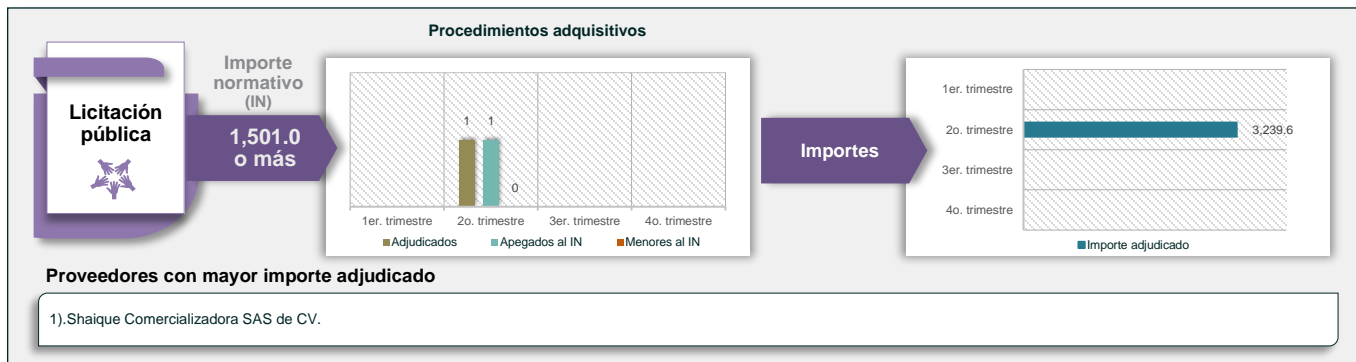 Procedimientos adquisitivos
Licitación
pública
Importe
normativo
(IN)
1,501.0
o más
1
1
0
1er. trimestre
2o. trimestre
3er. trimestre
4o. trimestre
Adjudicados
Apegados al IN
Menores al IN
Importes
1er. trimestre
2o. trimestre
3,239.6
3er. trimestre
4o. trimestre
Importe adjudicado
Proveedores con mayor importe adjudicado
1).Shaique Comercializadora SAS de CV.